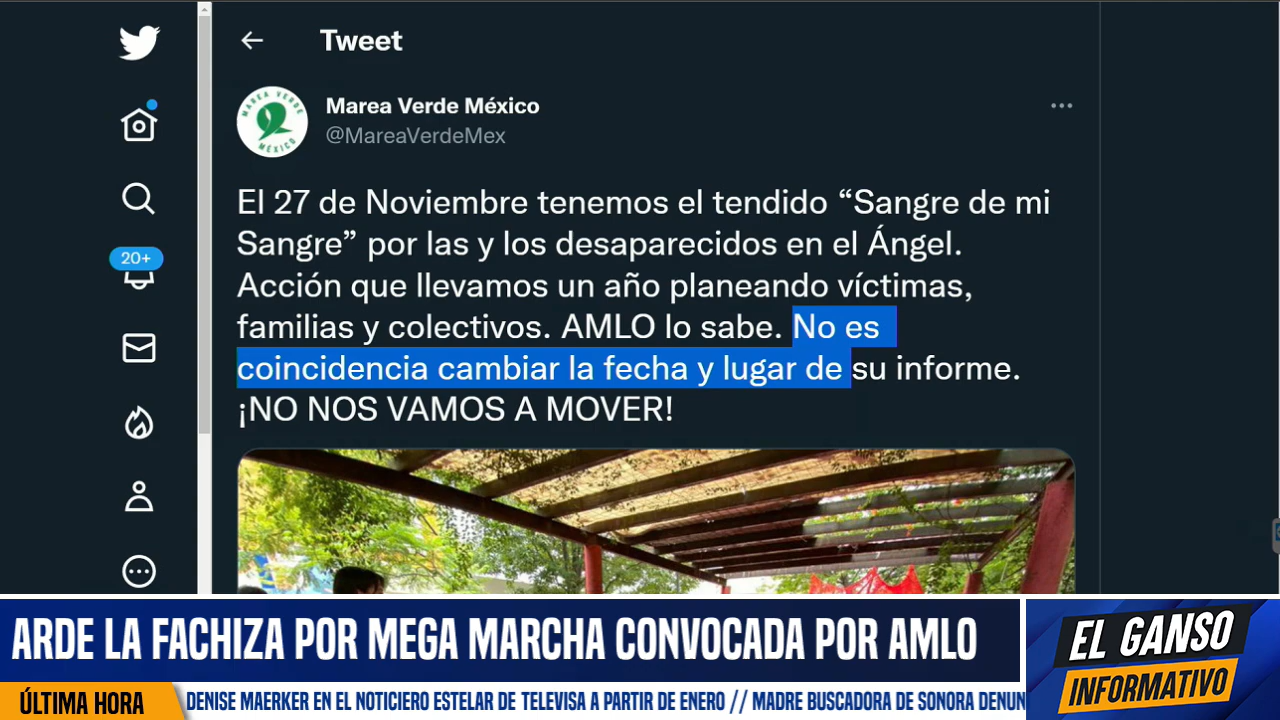 Tweet
MAREA VERDE
MÉXICO
Marea Verde México
@MareaVerdeMex
El 27 de Noviembre tenemos el tendido “Sangre de mi
Sangre” por las y los desaparecidos en el Ángel.
Acción que llevamos un año planeando víctimas,
familias y colectivos. AMLO lo sabe. No es
coincidencia cambiar la fecha y lugar de su informe.
¡NO NOS VAMOS A MOVER!
20+
ARDE LA FACHIZA POR MEGA MARCHA CONVOCADA POR AMLO
EL GANSO
INFORMATIVO
ÚLTIMA HORA
DENISE MAERKER EN EL NOTICIERO ESTELAR DE TELEVISA A PARTIR DE ENERO // MADRE BUSCADORA DE SONORA DENUN